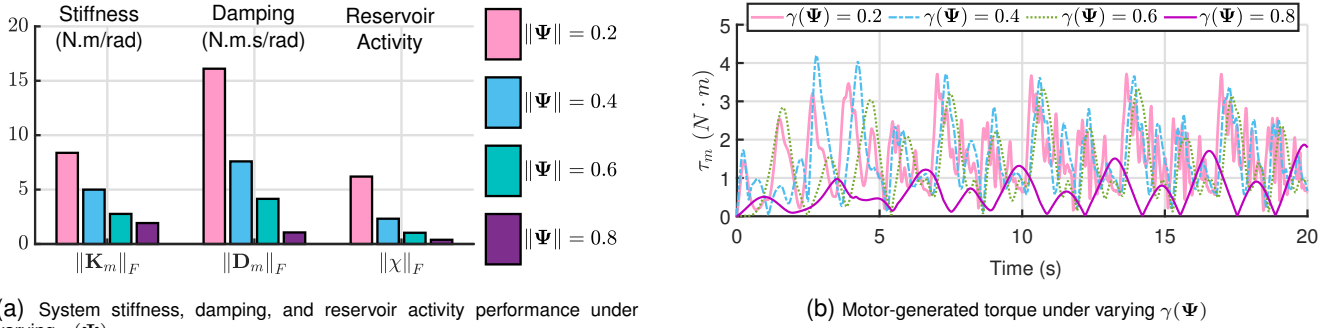 Stiffness
(N.m/rad)
Damping
(N.m.s/rad)
Reservoir
Activity
20
15
10
5
0
‖K_m‖_F
‖D_m‖_F
‖χ‖_F
‖Ψ‖ = 0.2
‖Ψ‖ = 0.4
‖Ψ‖ = 0.6
‖Ψ‖ = 0.8
(a) System stiffness, damping, and reservoir activity performance under
γ(Ψ) = 0.2 γ(Ψ) = 0.4 γ(Ψ) = 0.6 γ(Ψ) = 0.8
τ_m (N · m)
5
4
3
2
1
0
0 5 10 15 20
Time (s)
(b) Motor-generated torque under varying γ(Ψ)